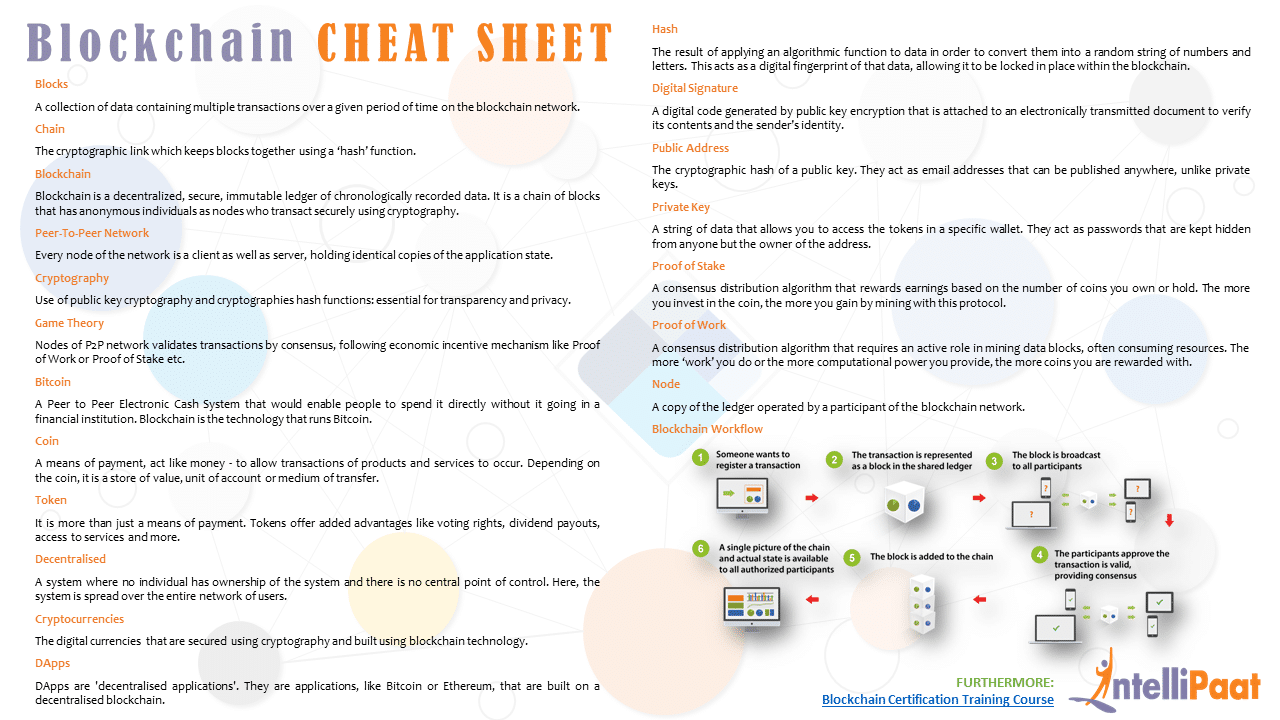 Blockchain CHEAT SHEET
Blocks
A collection of data containing multiple transactions over a given period of time on the blockchain network.
Chain
The cryptographic link which keeps blocks together using a ‘hash’ function.
Blockchain
Blockchain is a decentralized, secure, immutable ledger of chronologically recorded data. It is a chain of blocks
that has anonymous individuals as nodes who transact securely using cryptography.
Peer-To-Peer Network
Every node of the network is a client as well as server, holding identical copies of the application state.
Cryptography
Use of public key cryptography and cryptographies hash functions: essential for transparency and privacy.
Game Theory
Nodes of P2P network validates transactions by consensus, following economic incentive mechanism like Proof
of Work or Proof of Stake etc.
Bitcoin
A Peer to Peer Electronic Cash System that would enable people to spend it directly without it going in a
financial institution. Blockchain is the technology that runs Bitcoin.
Coin
A means of payment, act like money - to allow transactions of products and services to occur. Depending on
the coin, it is a store of value, unit of account or medium of transfer.
Token
It is more than just a means of payment. Tokens offer added advantages like voting rights, dividend payouts,
access to services and more.
Decentralised
A system where no individual has ownership of the system and there is no central point of control. Here, the
system is spread over the entire network of users.
Cryptocurrencies
The digital currencies that are secured using cryptography and built using blockchain technology.
DApps
DApps are 'decentralised applications'. They are applications, like Bitcoin or Ethereum, that are built on a
decentralised blockchain.
Hash
The result of applying an algorithmic function to data in order to convert them into a random string of numbers and
letters. This acts as a digital fingerprint of that data, allowing it to be locked in place within the blockchain.
Digital Signature
A digital code generated by public key encryption that is attached to an electronically transmitted document to verify
its contents and the sender’s identity.
Public Address
The cryptographic hash of a public key. They act as email addresses that can be published anywhere, unlike private
keys.
Private Key
A string of data that allows you to access the tokens in a specific wallet. They act as passwords that are kept hidden
from anyone but the owner of the address.
Proof of Stake
A consensus distribution algorithm that rewards earnings based on the number of coins you own or hold. The more
you invest in the coin, the more you gain by mining with this protocol.
Proof of Work
A consensus distribution algorithm that requires an active role in mining data blocks, often consuming resources. The
more ‘work’ you do or the more computational power you provide, the more coins you are rewarded with.
Node
A copy of the ledger operated by a participant of the blockchain network.
Blockchain Workflow
1 Someone wants to
register a transaction
2 The transaction is represented
as a block in the shared ledger
3 The block is broadcast
to all participants
?
?
?
?
4 The participants approve the
transaction is valid,
providing consensus
5 The block is added to the chain
6 A single picture of the chain
and actual state is available
to all authorized participants
FURTHERMORE:
Blockchain Certification Training Course
IntelliPaat